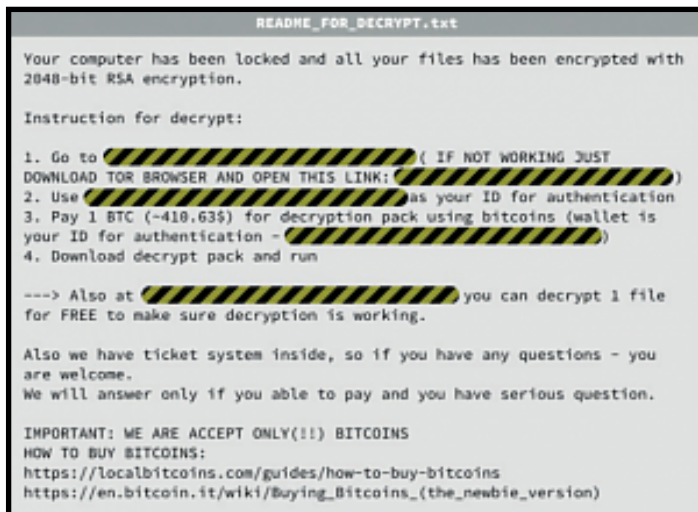 README_FOR_DECRYPT.txt
Your computer has been locked and all your files has been encrypted with
2048-bit RSA encryption.
Instruction for decrypt:
1. Go to ( IF NOT WORKING JUST
DOWNLOAD TOR BROWSER AND OPEN THIS LINK: )
2. Use as your ID for authentication
3. Pay 1 BTC (~410.63$) for decryption pack using bitcoins (wallet is
your ID for authentication - )
4. Download decrypt pack and run
---> Also at you can decrypt 1 file
for FREE to make sure decryption is working.
Also we have ticket system inside, so if you have any questions - you
are welcome.
We will answer only if you able to pay and you have serious question.
IMPORTANT: WE ARE ACCEPT ONLY(!!) BITCOINS
HOW TO BUY BITCOINS:
https://localbitcoins.com/guides/how-to-buy-bitcoins
https://en.bitcoin.it/wiki/Buying_Bitcoins_(the_newbie_version)